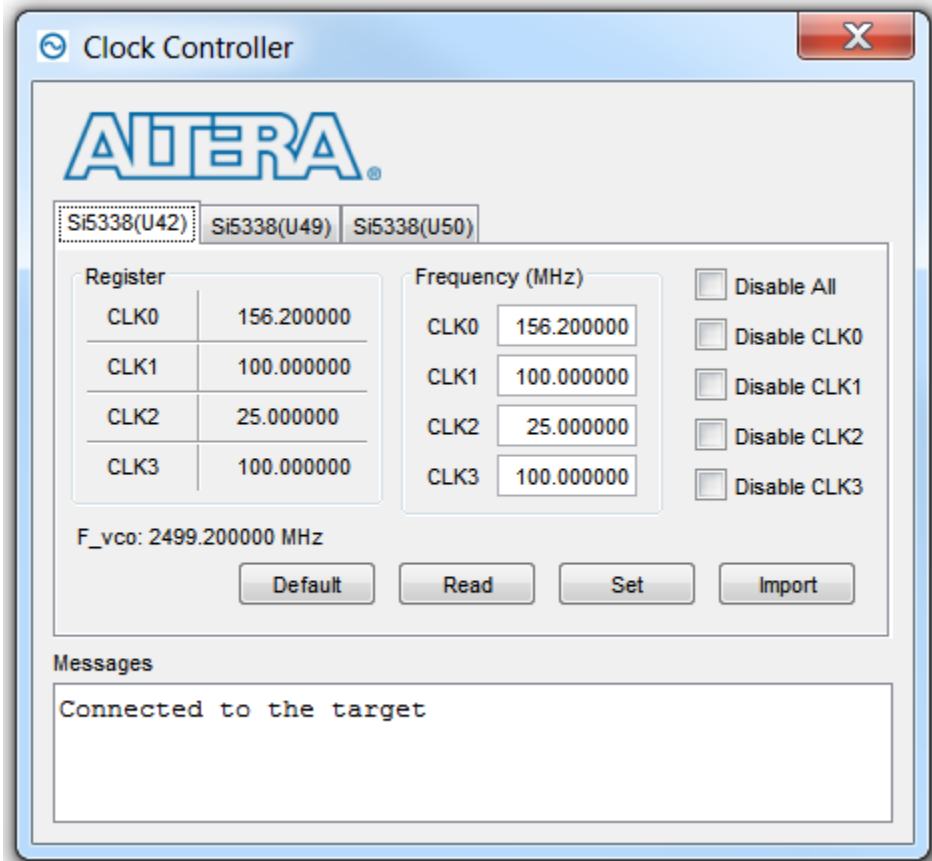 Clock Controller
ALTERA®
Si5338(U42) Si5338(U49) Si5338(U50)
Register
CLK0 156.200000
CLK1 100.000000
CLK2 25.000000
CLK3 100.000000
Frequency (MHz)
CLK0 156.200000
CLK1 100.000000
CLK2 25.000000
CLK3 100.000000
Disable All
Disable CLK0
Disable CLK1
Disable CLK2
Disable CLK3
F_vco: 2499.200000 MHz
Default Read Set Import
Messages
Connected to the target